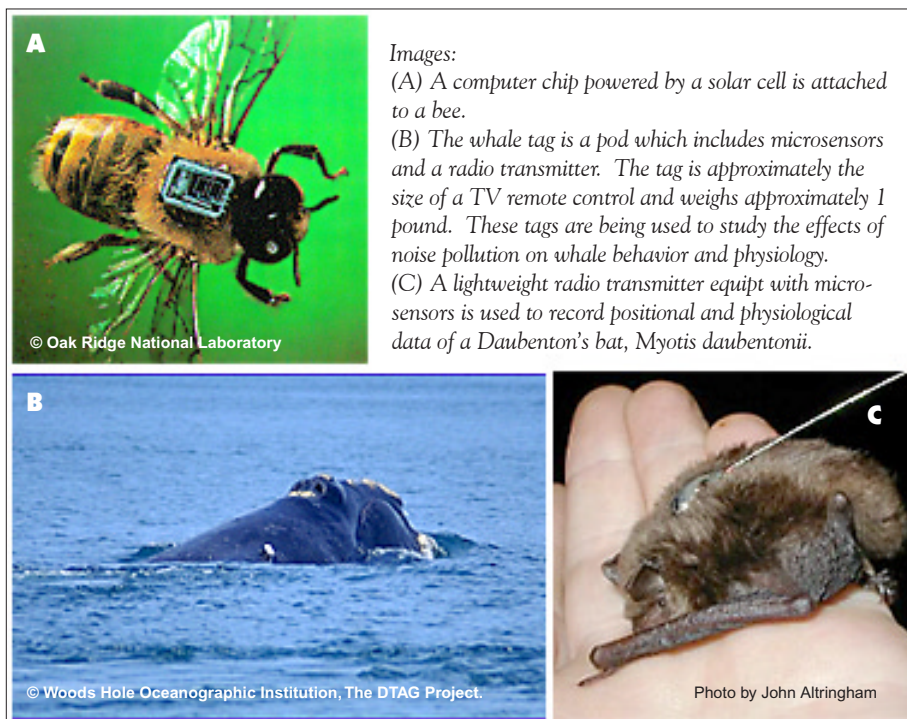 A
Images:
(A) A computer chip powered by a solar cell is attached
to a bee.
(B) The whale tag is a pod which includes microsensors
and a radio transmitter. The tag is approximately the
size of a TV remote control and weighs approximately 1
pound. These tags are being used to study the effects of
noise pollution on whale behavior and physiology.
(C) A lightweight radio transmitter equipt with micro-
sensors is used to record positional and physiological
data of a Daubenton's bat, Myotis daubentonii.
© Oak Ridge National Laboratory
B
© Woods Hole Oceanographic Institution, The DTAG Project.
C
Photo by John Altringham